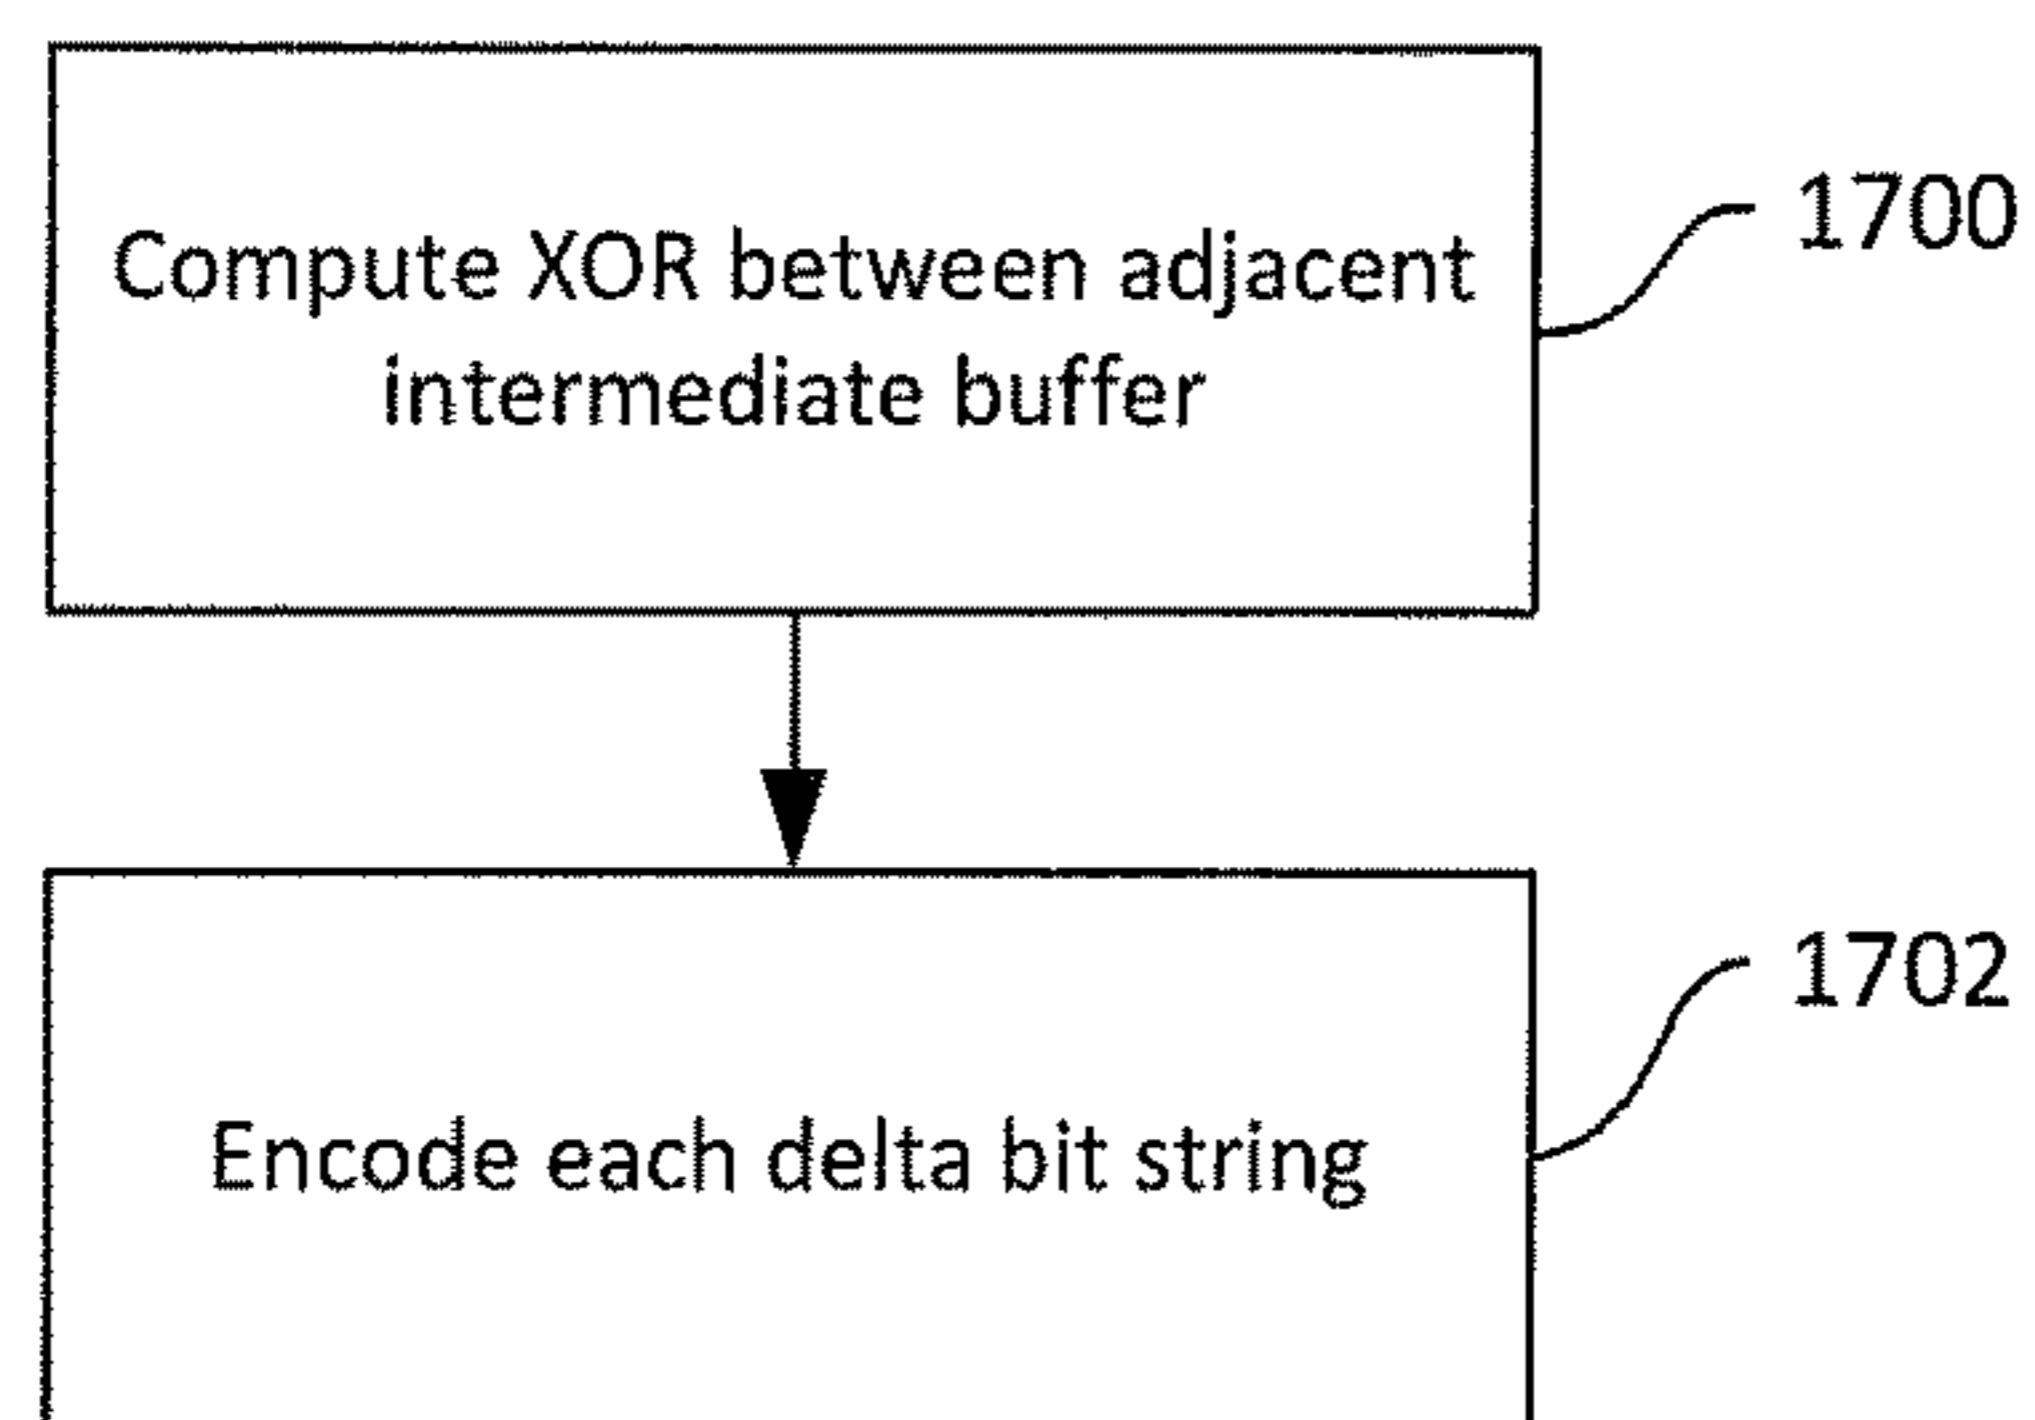 1700
Compute XOR between adjacent
intermediate buffer
1702
Encode each delta bit string